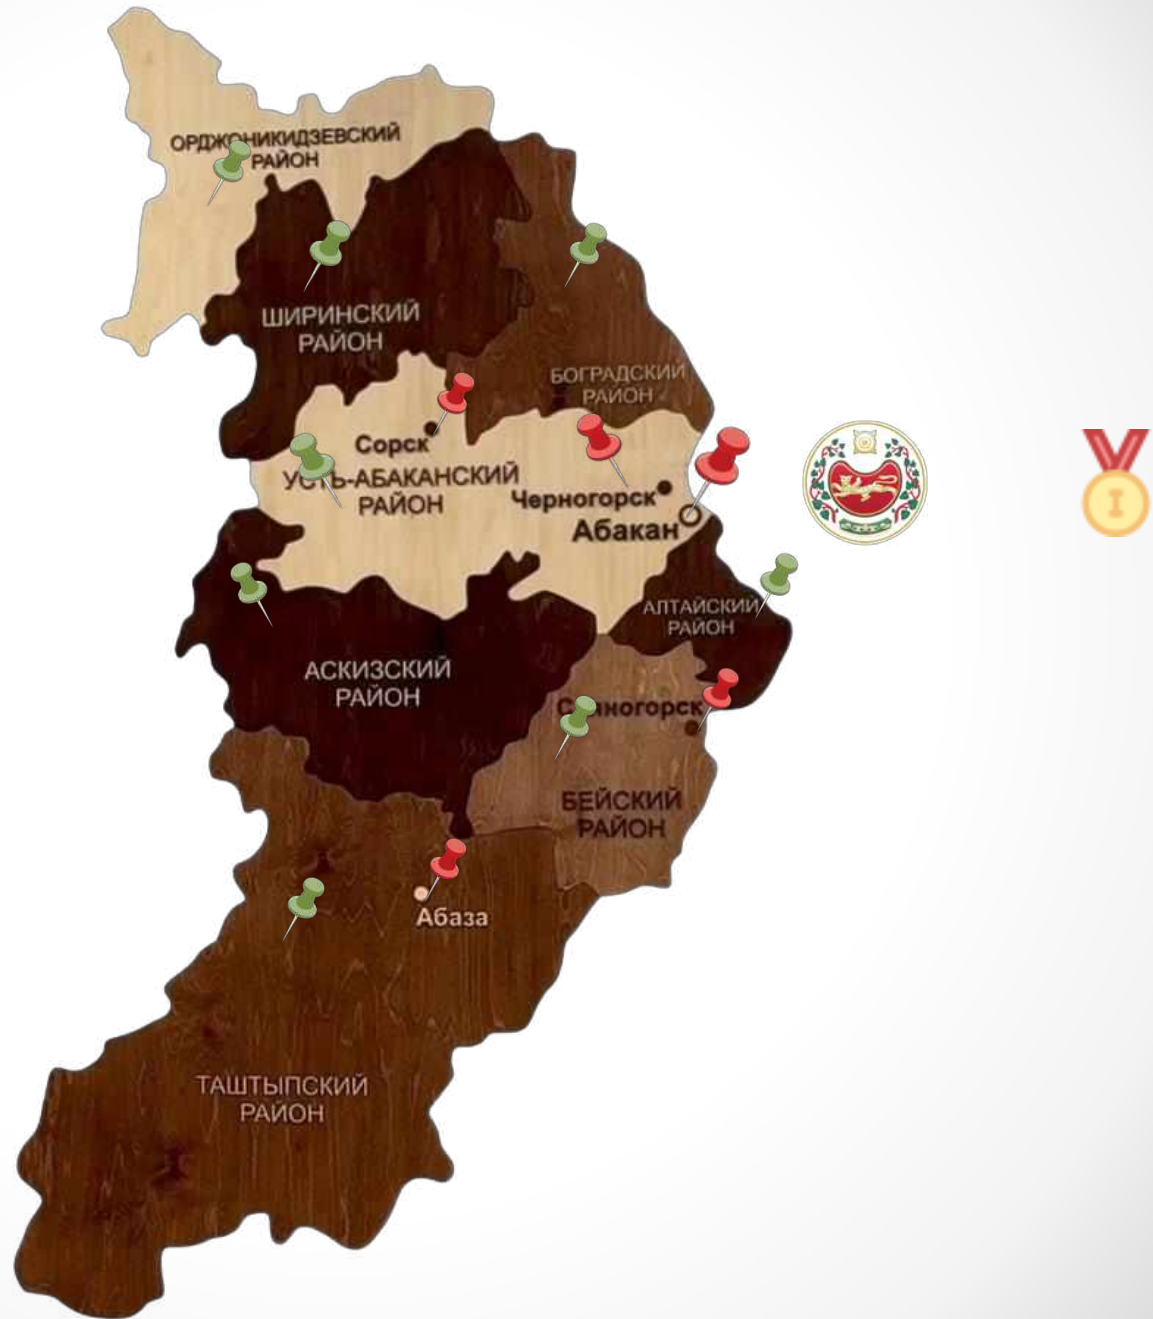 ОРДЖОНИКИДЗЕВСКИЙ
РАЙОН
ШИРИНСКИЙ
РАЙОН
БОГРАДСКИЙ
РАЙОН
Сорск
УСТЬ-АБАКАНСКИЙ
РАЙОН
Черногорск
Абакан
АЛТАЙСКИЙ
РАЙОН
АСКИЗСКИЙ
РАЙОН
Саяногорск
БЕЙСКИЙ
РАЙОН
Абаза
ТАШТЫПСКИЙ
РАЙОН
I